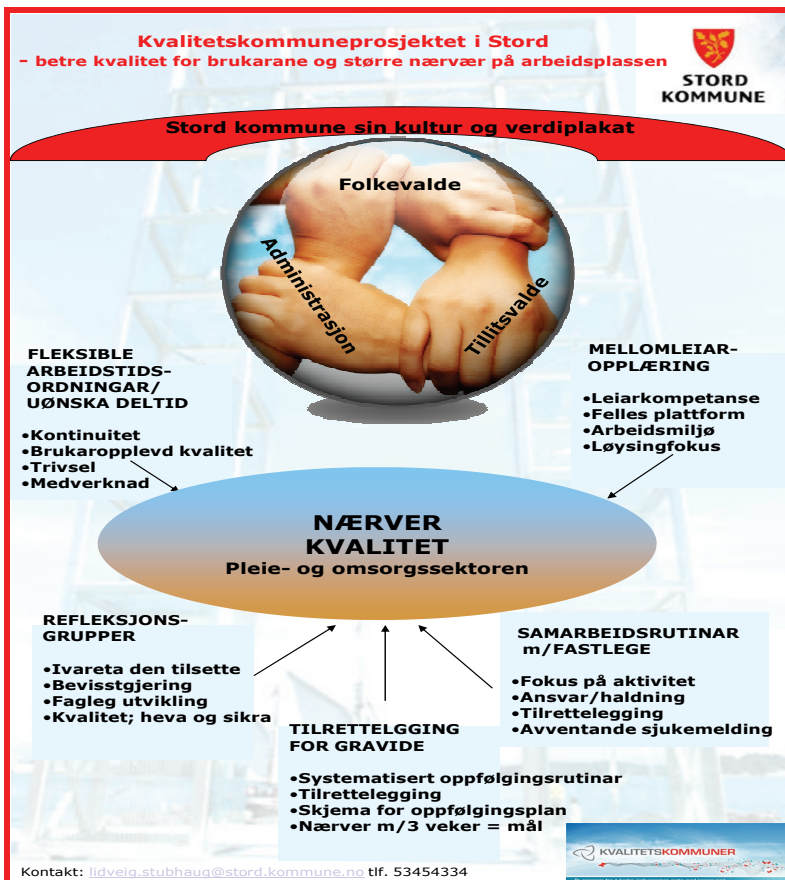 Kvalitetskommuneprosjektet i Stord
– betre kvalitet for brukarane og større nærvær på arbeidsplassen
STORD
KOMMUNE
Stord kommune sin kultur og verdiplakat
Folkevalde
Administrasjon
Tillitsvalde
FLEKSIBLE
ARBEIDSTIDS-
ORDNINGAR/
UØNSKA DELTID
•Kontinuitet
•Brukaropplevd kvalitet
•Trivsel
•Medverknad
MELLOMLEIAR-
OPPLÆRING
•Leiarkompetanse
•Felles plattform
•Arbeidsmiljø
•Løysingfokus
NÆRVER
KVALITET
Pleie- og omsorgssektoren
REFLEKSJONS-
GRUPPER
•Ivareta den tilsette
•Bevisstgjering
•Fagleg utvikling
•Kvalitet; heva og sikra
TILRETTELGGING
FOR GRAVIDE
•Systematisert oppfølgingsrutinar
•Tilrettelegging
•Skjema for oppfølgingsplan
•Nærver m/3 veker = mål
SAMARBEIDSRUTINAR
m/FASTLEGE
•Fokus på aktivitet
•Ansvar/haldning
•Tilrettelegging
•Avventande sjukemelding
KVALITETSKOMMUNER
Kontakt: lidveig.stubhaug@stord.kommune.no tlf. 53454334